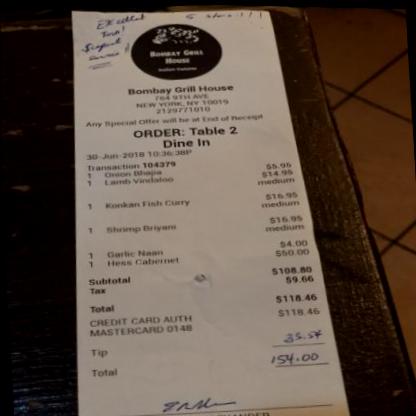 Excellent 5 stars!!!
food!
Superb
service!
BOMBAY GRILL
HOUSE
Indian Cuisine
Bombay Grill House
764 9TH AVE
NEW YORK, NY 10019
2129771010
Any Special Offer will be at End of Receipt
ORDER: Table 2
Dine In
30-Jun-2018 10:36:38P
Transaction 104379
1 Onion Bhajia $5.95
1 Lamb Vindaloo $14.95
medium
1 Konkan Fish Curry $16.95
medium
1 Shrimp Briyani $16.95
medium
1 Garlic Naan $4.00
1 Hess Cabernet $50.00
Subtotal $108.80
Tax $9.66
Total $118.46
CREDIT CARD AUTH $118.46
MASTERCARD 0148
Tip 35.54
Total 154.00